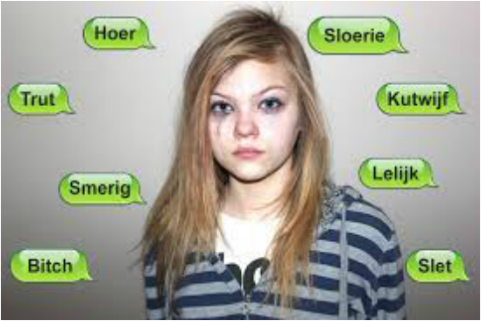 Hoer
Sloerie
Trut
Kutwijf
Smerig
Lelijk
Bitch
Slet